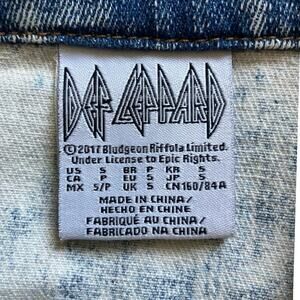 DEF LEPPARD
©2017 Bludgeon Riffola Limited.
Under License to Epic Rights.
US S BR P KR S
CA P EU S JP S
MX S/P UK S CN160/84A
MADE IN CHINA/
HECHO EN CHINE
FABRIQUÉ AU CHINA/
FABRICADO NA CHINA